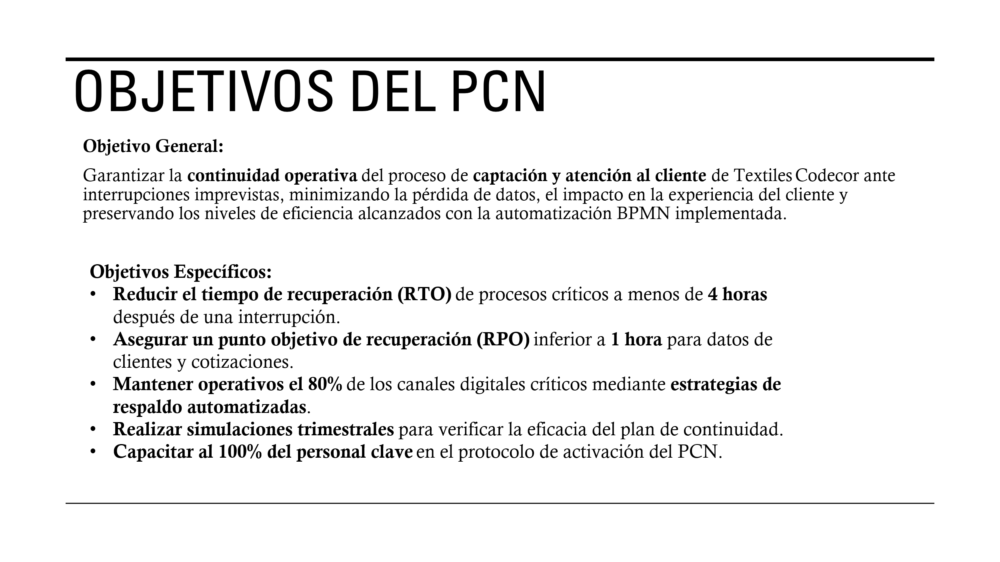 OBJETIVOS DEL PCN
Objetivo General:
Garantizar la continuidad operativa del proceso de captación y atención al cliente de Textiles Codecor ante
interrupciones imprevistas, minimizando la pérdida de datos, el impacto en la experiencia del cliente y
preservando los niveles de eficiencia alcanzados con la automatización BPMN implementada.
Objetivos Específicos:
• Reducir el tiempo de recuperación (RTO) de procesos críticos a menos de 4 horas
después de una interrupción.
• Asegurar un punto objetivo de recuperación (RPO) inferior a 1 hora para datos de
clientes y cotizaciones.
• Mantener operativos el 80% de los canales digitales críticos mediante estrategias de
respaldo automatizadas.
• Realizar simulaciones trimestrales para verificar la eficacia del plan de continuidad.
• Capacitar al 100% del personal clave en el protocolo de activación del PCN.